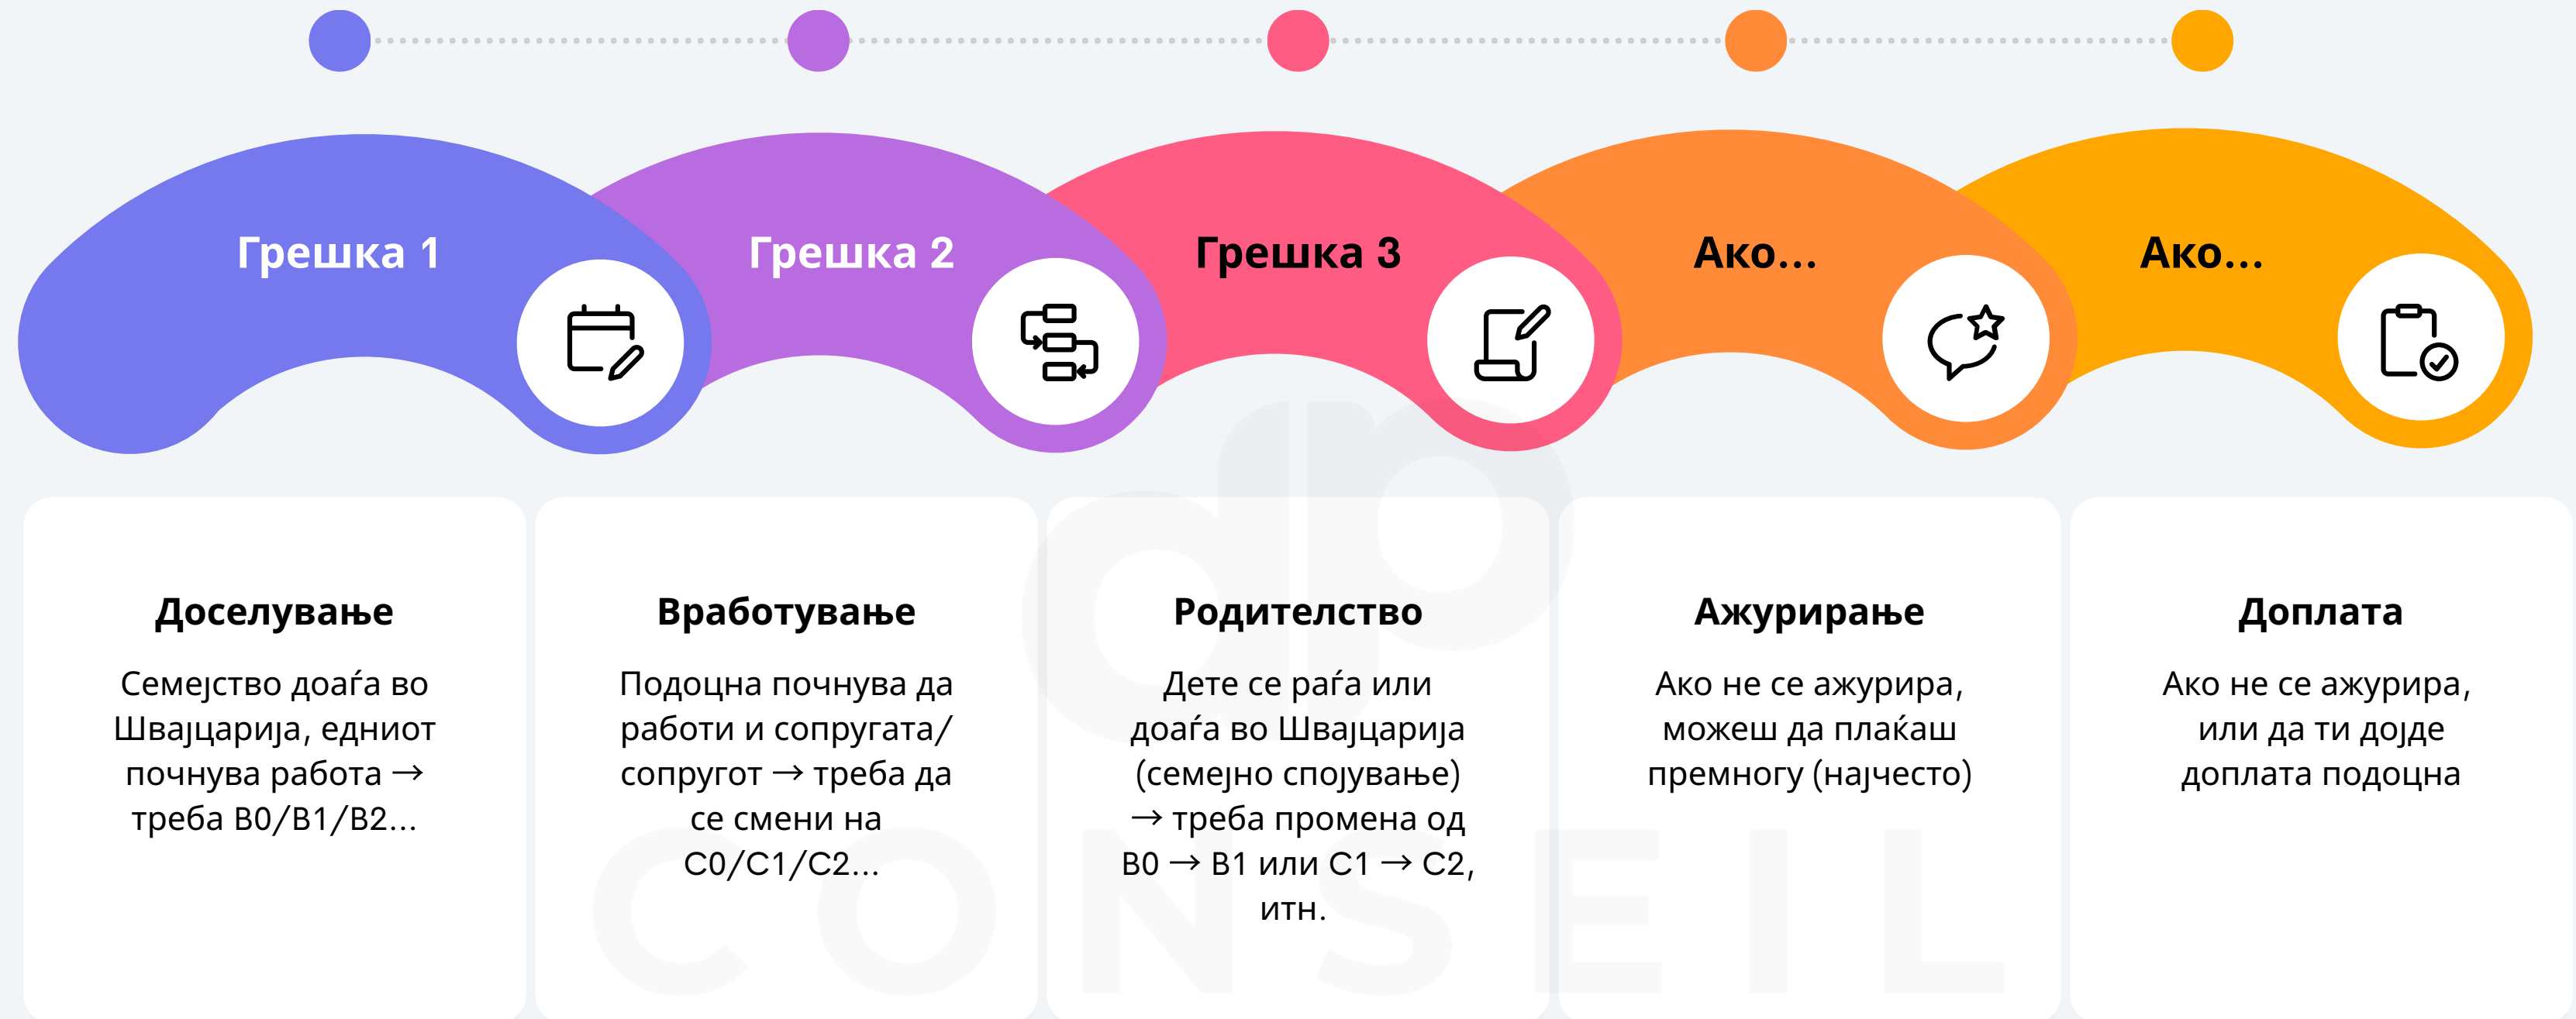 Грешка 1
Грешка 2
Грешка 3
Ако...
Ако...
Доселување
Семејство доаѓа во
Швајцарија, едниот
почнува работа →
треба B0/B1/B2...
Вработување
Подоцна почнува да
работи и сопругата/
сопругот → треба да
се смени на
C0/C1/C2...
Родителство
Дете се раѓа или
доаѓа во Швајцарија
(семејно спојување)
→ треба промена од
B0 → B1 или C1 → C2,
итн.
Ажурирање
Ако не се ажурира,
можеш да плаќаш
премногу (најчесто)
Доплата
Ако не се ажурира,
или да ти дојде
доплата подоцна
dp
CONSEIL